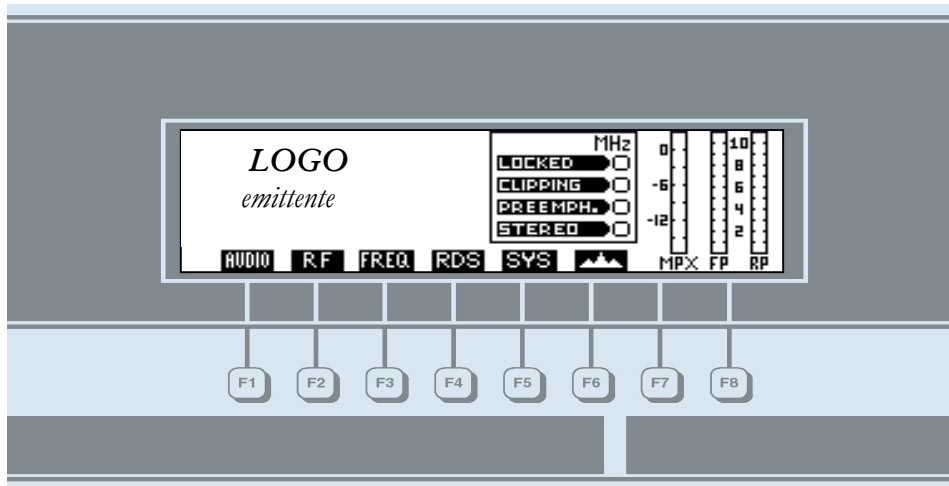 LOGO
emittente
MHz
LOCKED
CLIPPING
PREEMPH.
STEREO
0
-6
-12
10
8
6
4
2
AUDIO RF FREQ. RDS SYS MPX FP RP
F1 F2 F3 F4 F5 F6 F7 F8